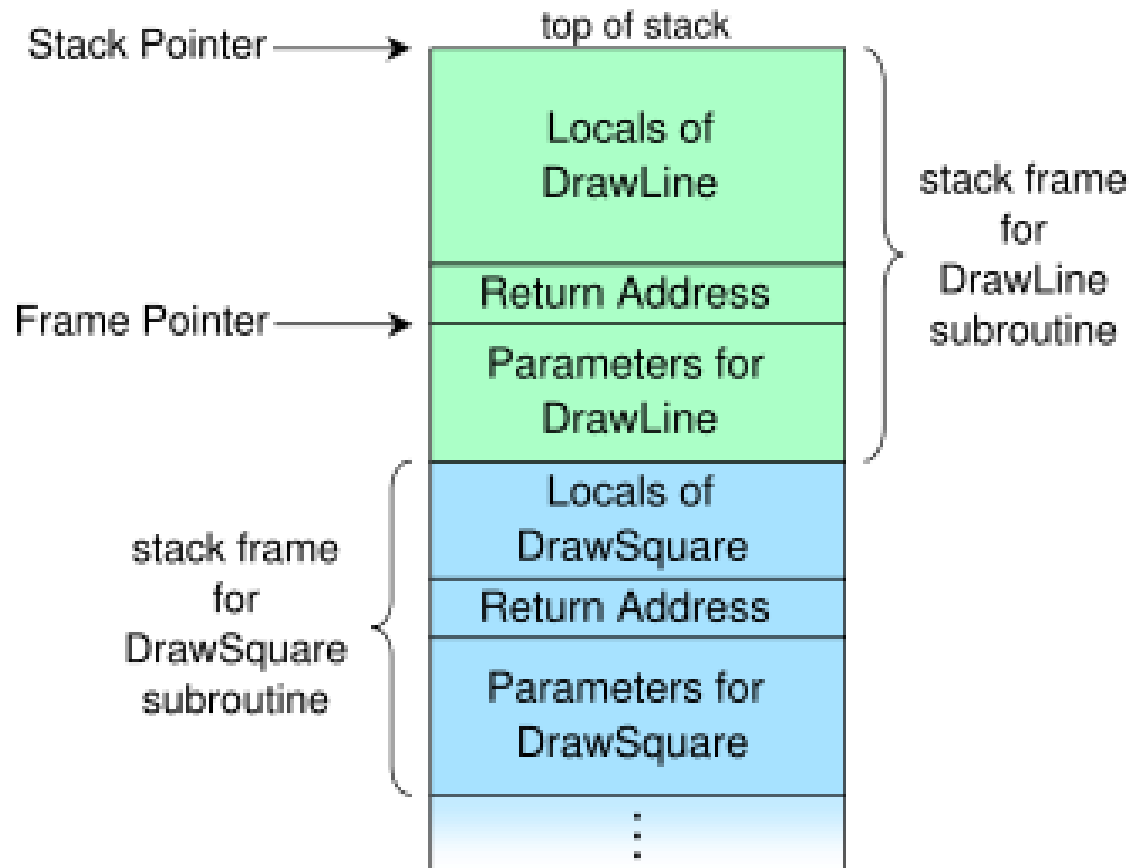 Stack Pointer
top of stack
Locals of
DrawLine
stack frame
for
DrawLine
subroutine
Return Address
Frame Pointer
Parameters for
DrawLine
Locals of
DrawSquare
stack frame
for
DrawSquare
subroutine
Return Address
Parameters for
DrawSquare
⋮